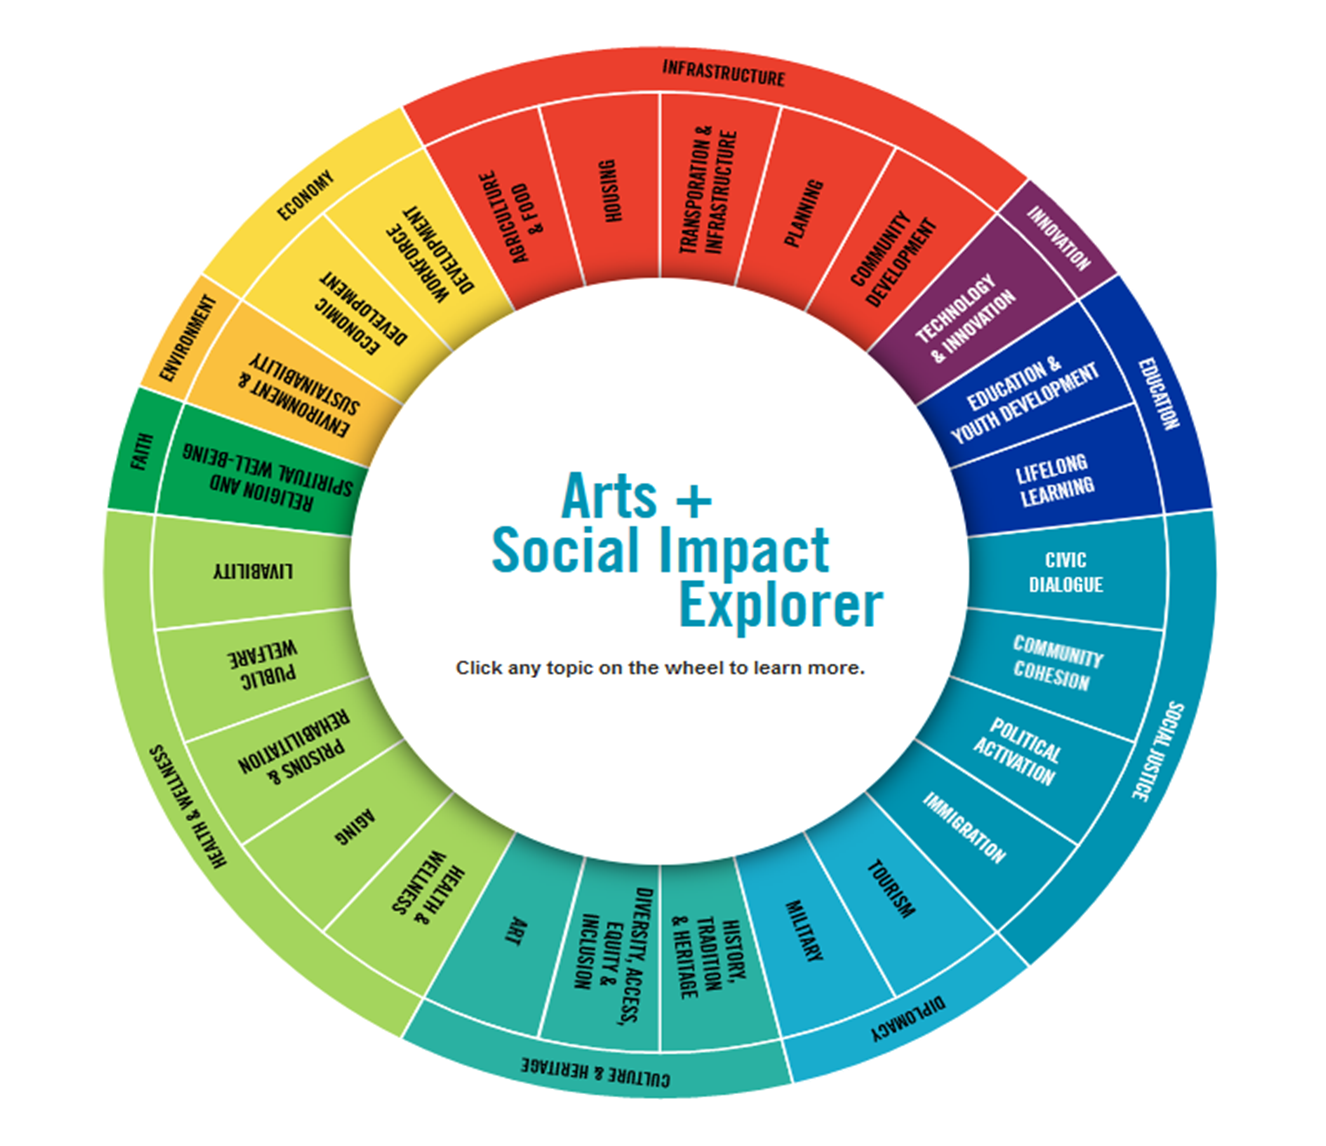 INFRASTRUCTURE
AGRICULTURE
& FOOD
HOUSING
TRANSPORATION &
INFRASTRUCTURE
PLANNING
COMMUNITY
DEVELOPMENT
INNOVATION
TECHNOLOGY
& INNOVATION
EDUCATION
EDUCATION &
YOUTH DEVELOPMENT
LIFELONG
LEARNING
SOCIAL JUSTICE
CIVIC
DIALOGUE
COMMUNITY
COHESION
POLITICAL
ACTIVATION
IMMIGRATION
DIPLOMACY
TOURISM
MILITARY
CULTURE & HERITAGE
HISTORY,
TRADITION
& HERITAGE
DIVERSITY, ACCESS,
EQUITY &
INCLUSION
ART
HEALTH & WELLNESS
HEALTH &
WELLNESS
AGING
PRISONS &
REHABILITATION
PUBLIC
WELFARE
LIVABILITY
FAITH
RELIGION AND
SPIRITUAL WELL-BEING
ENVIRONMENT
ENVIRONMENT &
SUSTAINABILITY
ECONOMY
ECONOMIC
DEVELOPMENT
WORKFORCE
DEVELOPMENT
Arts +
Social Impact
Explorer
Click any topic on the wheel to learn more.